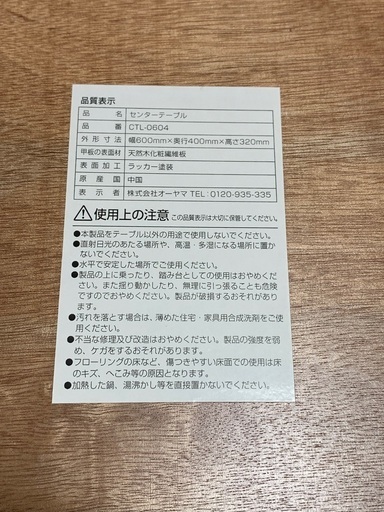 品質表示
品名 センターテーブル
品番 CTL-0604
外形寸法 幅600mm×奥行400mm×高さ320mm
甲板の表面材 天然木化粧繊維板
表面加工 ラッカー塗装
原産国 中国
表示者 株式会社オーヤマ TEL:0120-935-335
使用上の注意 この品質表示は大切に保管してください。
●本製品をテーブル以外の用途で使用しないでください。
●直射日光のあたる場所や、高温・多湿になる場所に置か
ないでください。
●水平で安定した場所でご使用ください。
●製品の上に乗ったり、踏み台としての使用はおやめくだ
さい。また揺り動かしたり、無理に引っ張ることも危険
ですのでおやめください。製品が破損するおそれがあり
ます。
●汚れを落とす場合は、薄めた住宅・家具用合成洗剤をご使
用ください。
●不当な修理及び改造はおやめください。製品の強度を弱
め、ケガをするおそれがあります。
●フローリングの床など、傷つきやすい床面での使用は床
のキズ、へこみ等の原因となります。
●加熱した鍋、湯沸かし等を直接置かないでください。